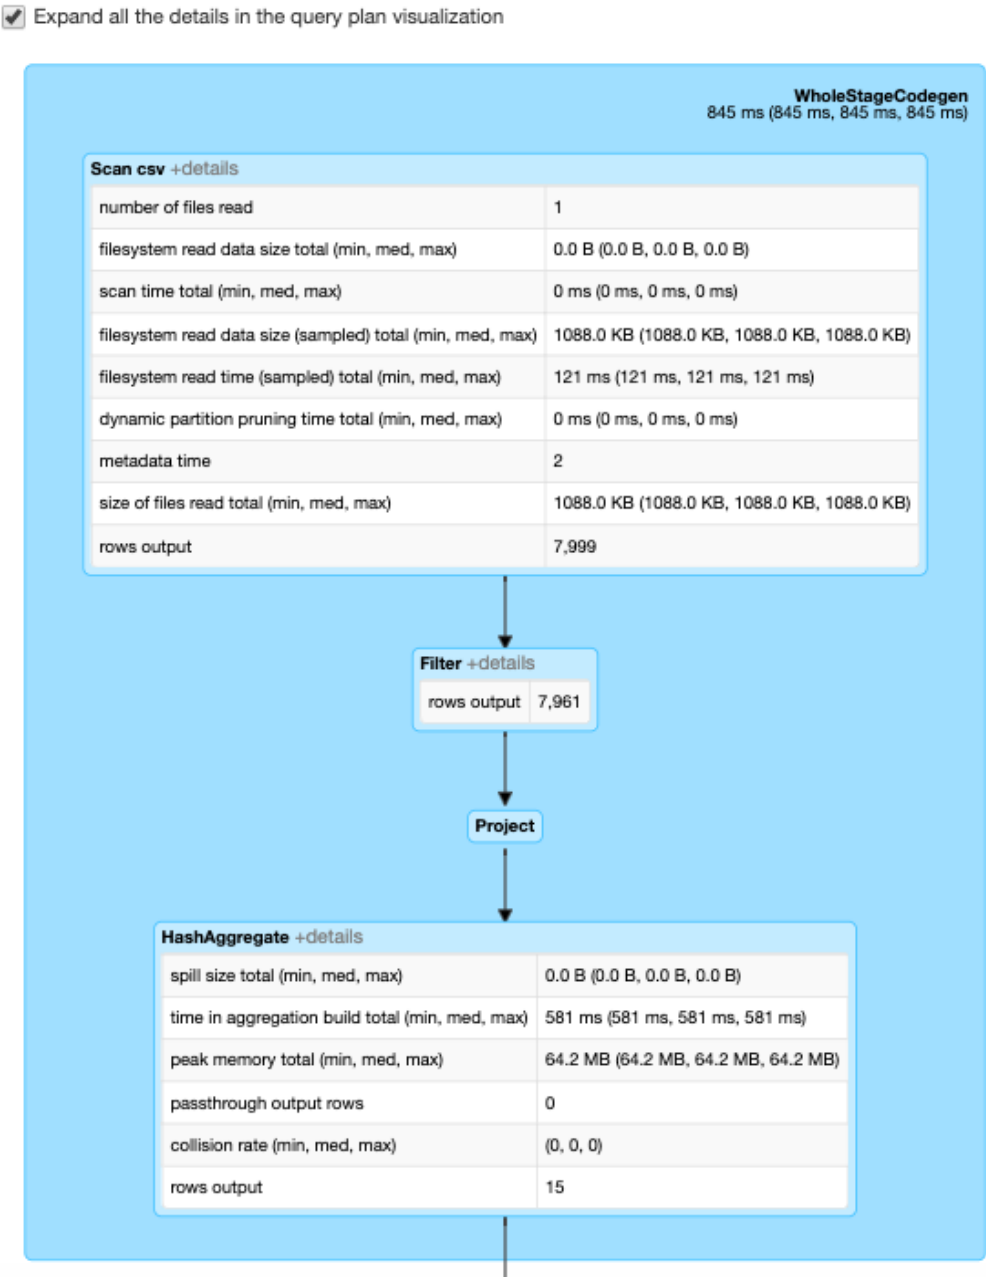 Expand all the details in the query plan visualization
WholeStageCodegen
845 ms (845 ms, 845 ms, 845 ms)
Scan csv +details
number of files read 1
filesystem read data size total (min, med, max) 0.0 B (0.0 B, 0.0 B, 0.0 B)
scan time total (min, med, max) 0 ms (0 ms, 0 ms, 0 ms)
filesystem read data size (sampled) total (min, med, max) 1088.0 KB (1088.0 KB, 1088.0 KB, 1088.0 KB)
filesystem read time (sampled) total (min, med, max) 121 ms (121 ms, 121 ms, 121 ms)
dynamic partition pruning time total (min, med, max) 0 ms (0 ms, 0 ms, 0 ms)
metadata time 2
size of files read total (min, med, max) 1088.0 KB (1088.0 KB, 1088.0 KB, 1088.0 KB)
rows output 7,999
Filter +details
rows output 7,961
Project
HashAggregate +details
spill size total (min, med, max) 0.0 B (0.0 B, 0.0 B, 0.0 B)
time in aggregation build total (min, med, max) 581 ms (581 ms, 581 ms, 581 ms)
peak memory total (min, med, max) 64.2 MB (64.2 MB, 64.2 MB, 64.2 MB)
passthrough output rows 0
collision rate (min, med, max) (0, 0, 0)
rows output 15